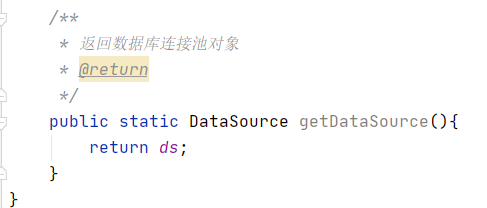 /**
 * 返回数据库连接池对象
 * @return
 */
public static DataSource getDataSource(){
    return ds;
}
}